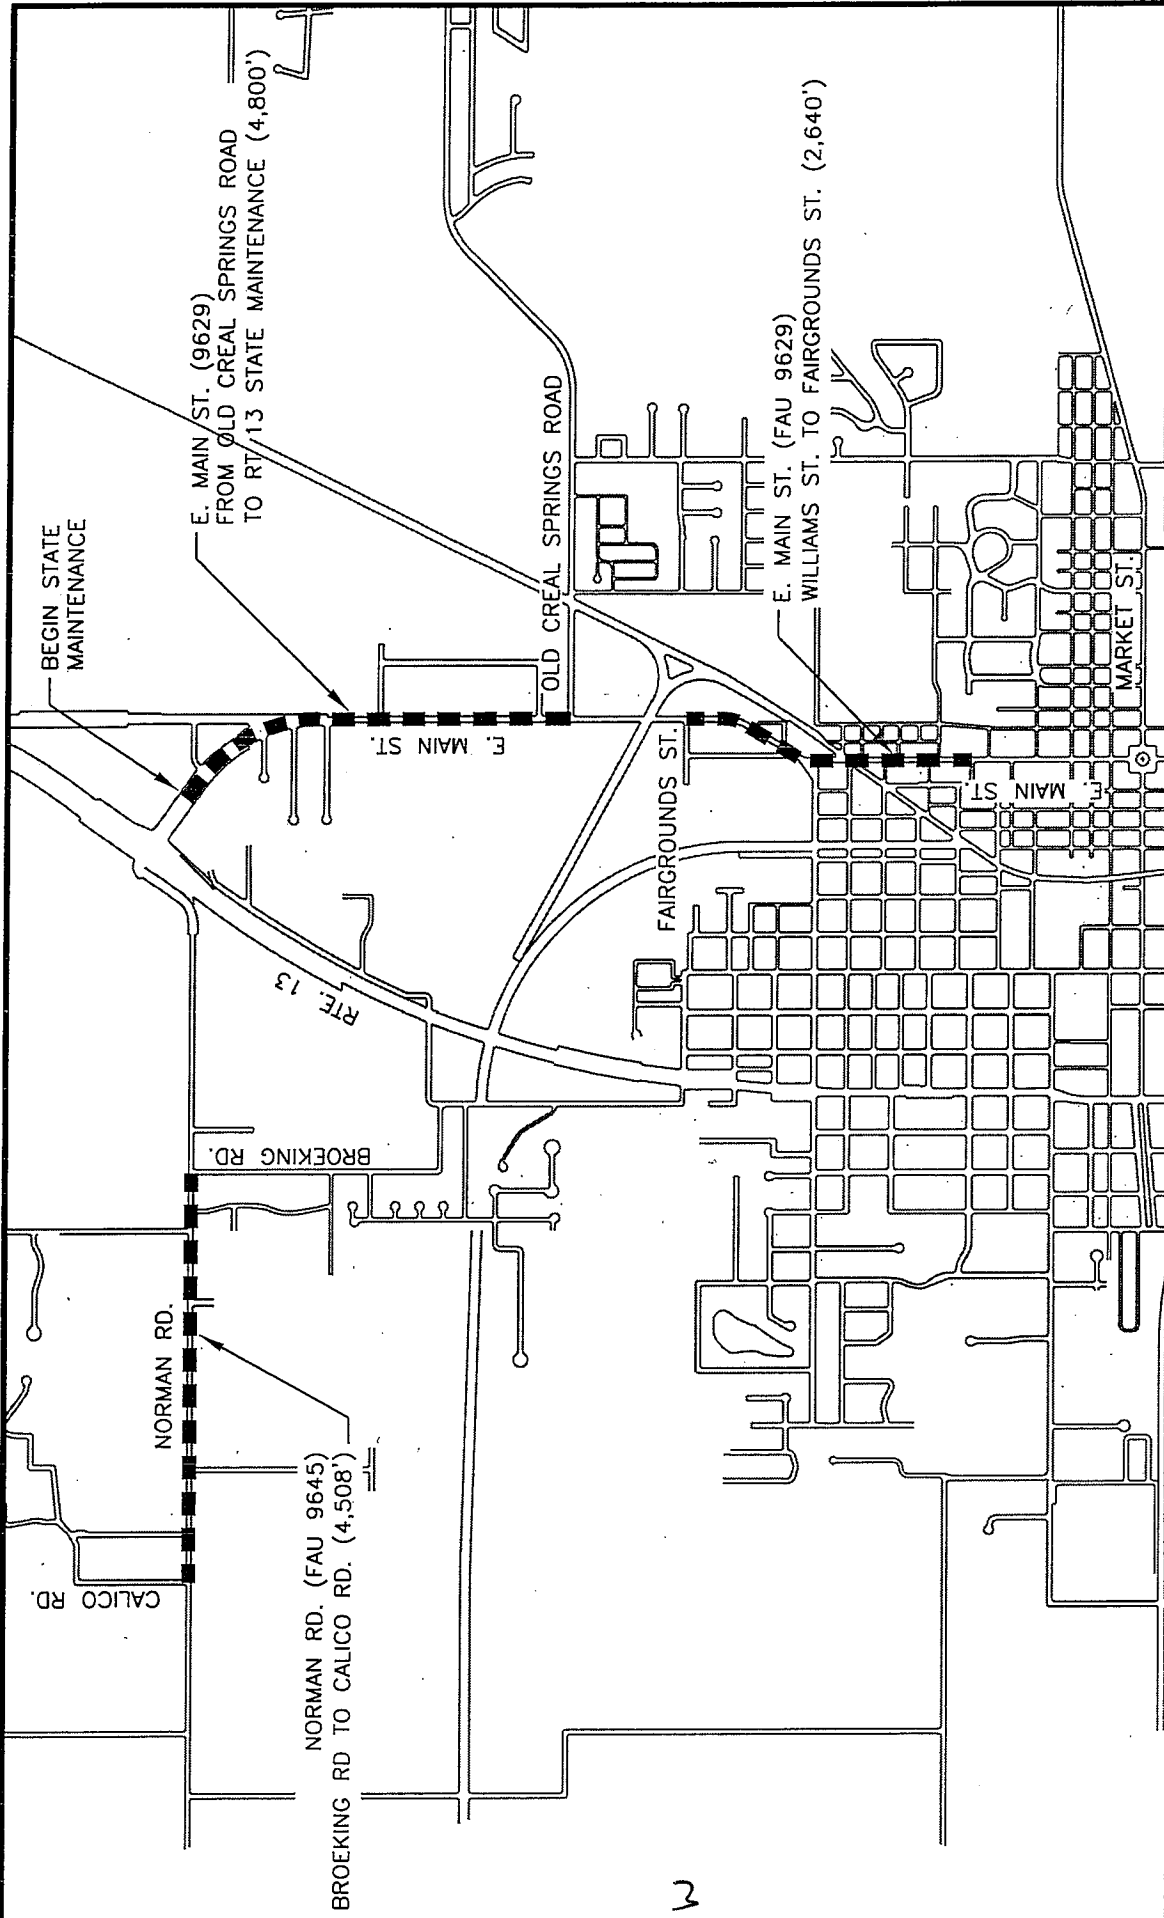 BEGIN STATE
MAINTENANCE
E. MAIN ST. (9629)
FROM OLD CREAL SPRINGS ROAD
TO RT 13 STATE MAINTENANCE (4,800')
E. MAIN ST.
OLD CREAL SPRINGS ROAD
E. MAIN ST. (FAU 9629)
WILLIAMS ST. TO FAIRGROUNDS ST. (2,640')
FAIRGROUNDS ST.
E. MAIN ST.
MARKET ST.
RTE. 13
BROEKING RD.
NORMAN RD.
CALICO RD.
NORMAN RD. (FAU 9645)
BROEKING RD TO CALICO RD. (4,508')
3